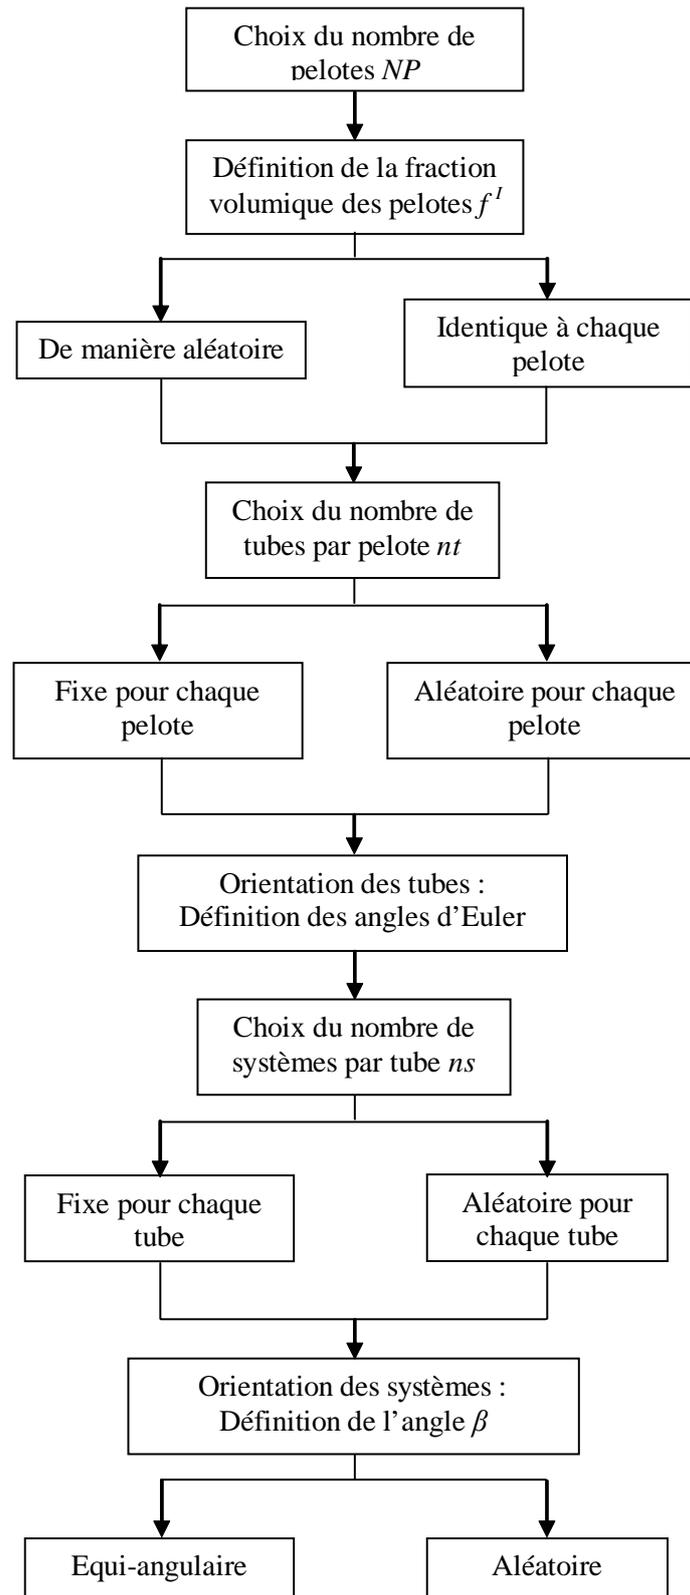 Choix du nombre de
pelotes NP
Définition de la fraction
volumique des pelotes f^I
De manière aléatoire
Identique à chaque
pelote
Choix du nombre de
tubes par pelote nt
Fixe pour chaque
pelote
Aléatoire pour chaque
pelote
Orientation des tubes :
Définition des angles d’Euler
Choix du nombre de
systèmes par tube ns
Fixe pour chaque
tube
Aléatoire pour
chaque tube
Orientation des systèmes :
Définition de l’angle β
Equi-angulaire
Aléatoire